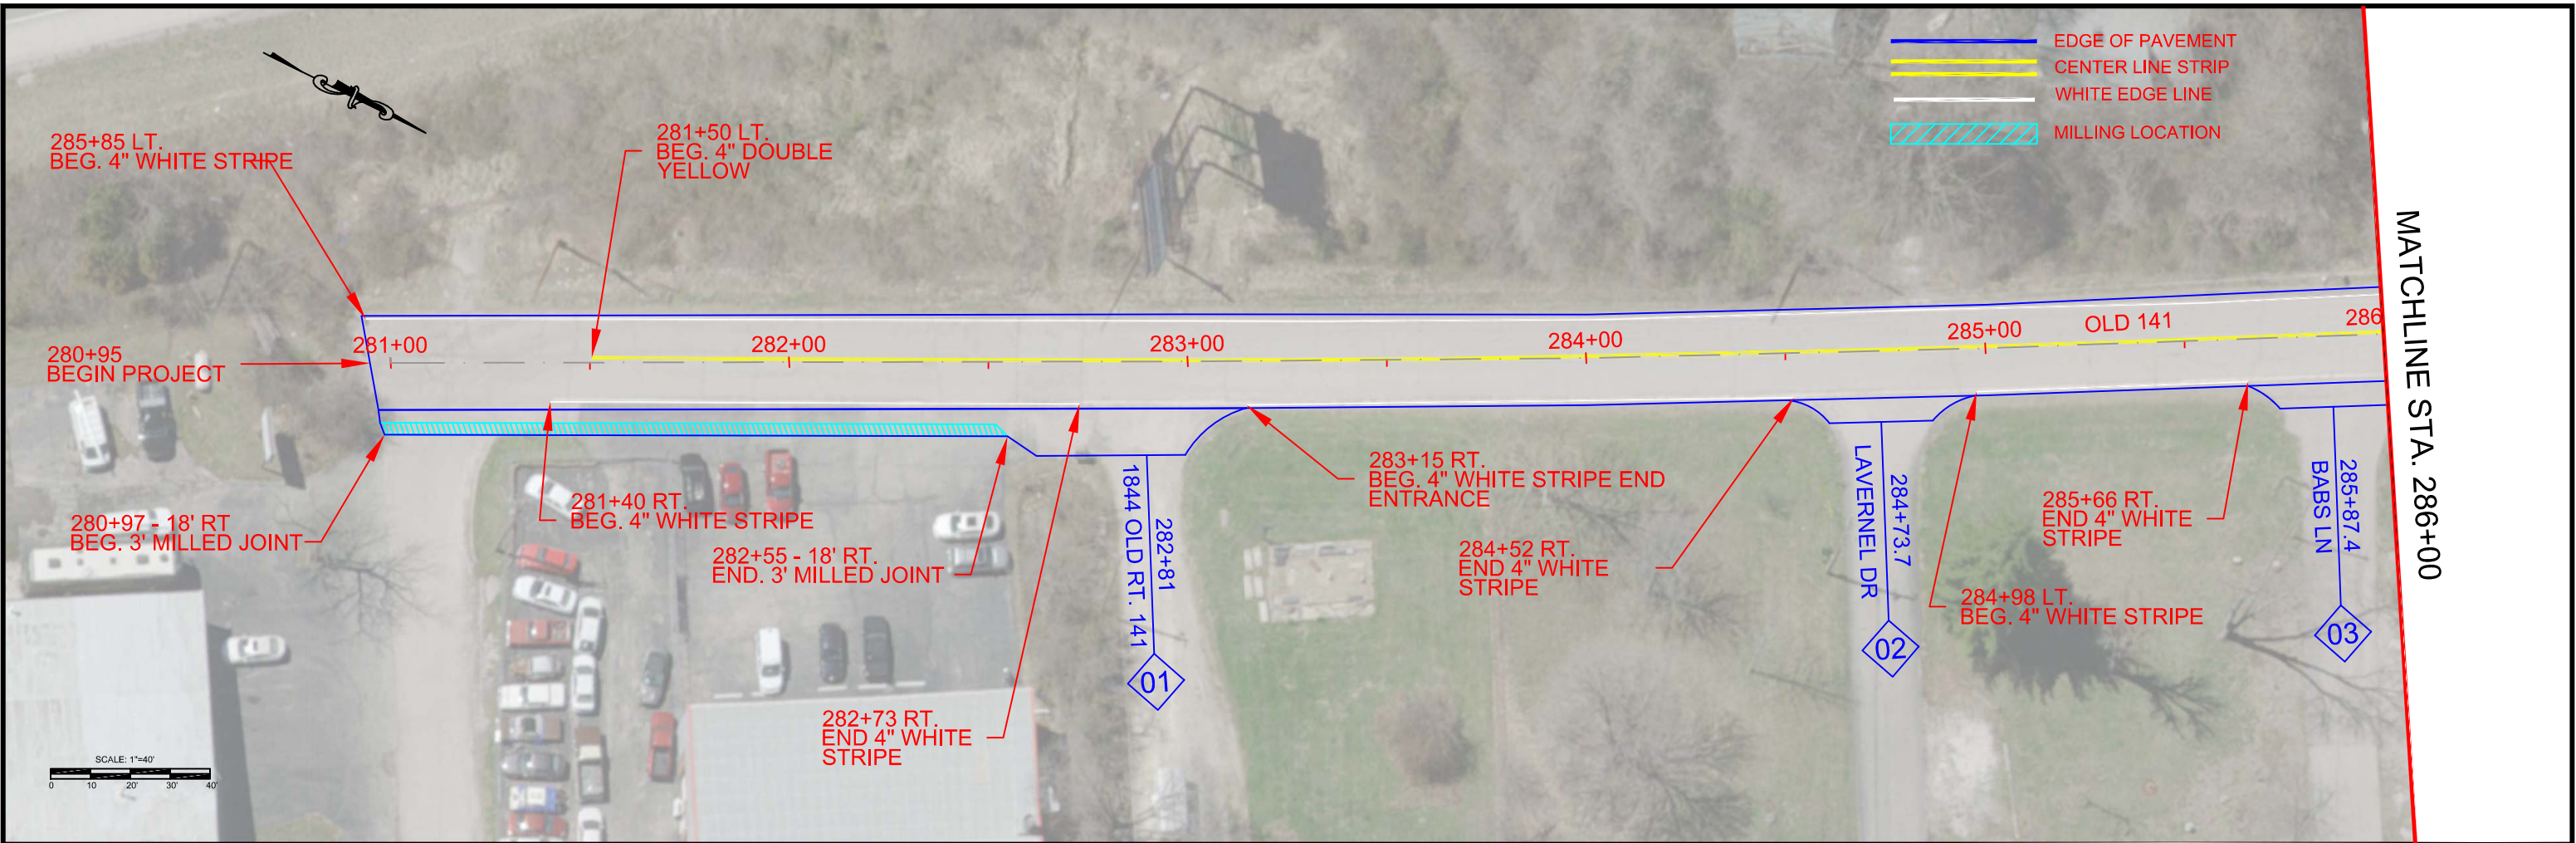 EDGE OF PAVEMENT
CENTER LINE STRIP
WHITE EDGE LINE
MILLING LOCATION
285+85 LT.
BEG. 4" WHITE STRIPE
281+50 LT.
BEG. 4" DOUBLE
YELLOW
280+95
BEGIN PROJECT
281+00
282+00
283+00
284+00
285+00
OLD 141
286
MATCHLINE STA. 286+00
280+97 - 18' RT
BEG. 3' MILLED JOINT
281+40 RT.
BEG. 4" WHITE STRIPE
282+55 - 18' RT.
END. 3' MILLED JOINT
282+73 RT.
END 4" WHITE
STRIPE
1844 OLD RT. 141
282+81
01
283+15 RT.
BEG. 4" WHITE STRIPE END
ENTRANCE
284+52 RT.
END 4" WHITE
STRIPE
LAVERNEL DR
284+73.7
02
284+98 LT.
BEG. 4" WHITE STRIPE
285+66 RT.
END 4" WHITE
STRIPE
BABS LN
285+87.4
03
SCALE: 1"=40'
0 10 20' 30' 40'